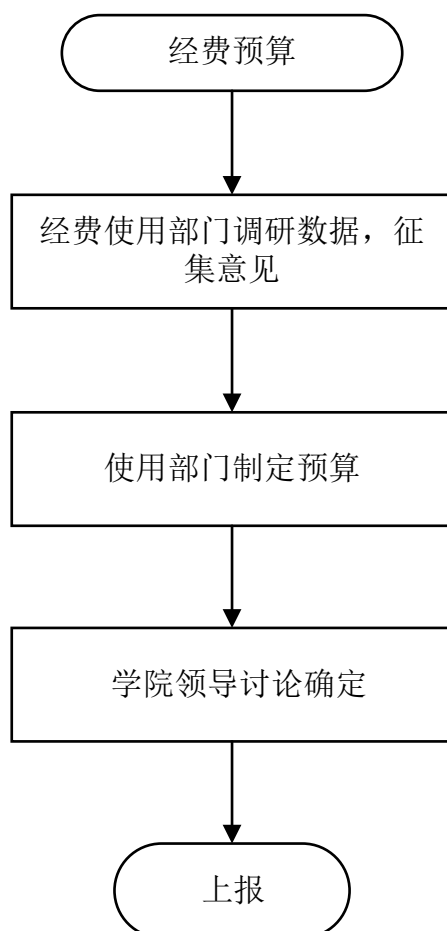 经费预算
经费使用部门调研数据，征
集意见
使用部门制定预算
学院领导讨论确定
上报